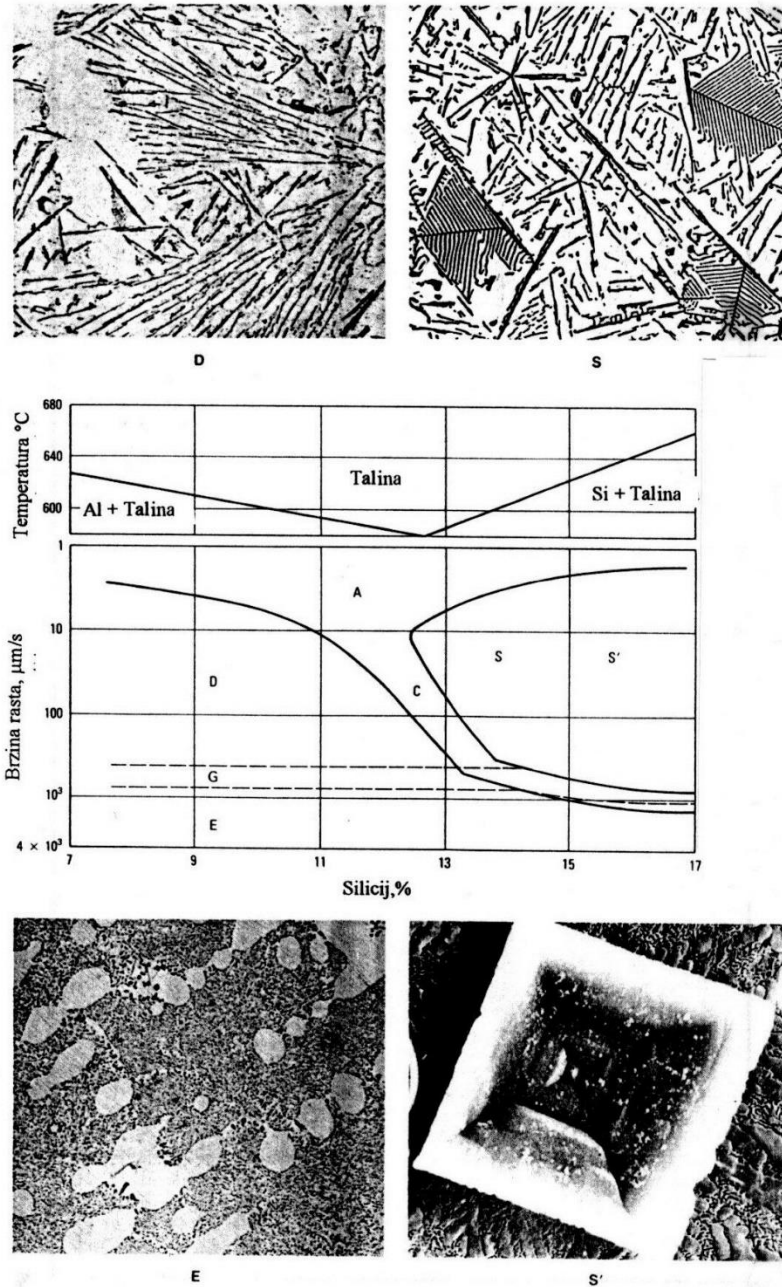 D
S
Temperatura °C
680
640
600
Talina
Al + Talina
Si + Talina
Brzina rasta, μm/s
1
10
100
10³
4 × 10³
A
D
C
S
S'
G
E
7
9
11
13
15
17
Silicij,%
E
S'